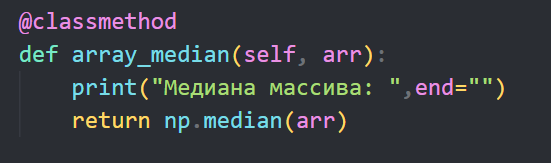 @classmethod
def array_median(self, arr):
    print("Медиана массива: ",end="")
    return np.median(arr)